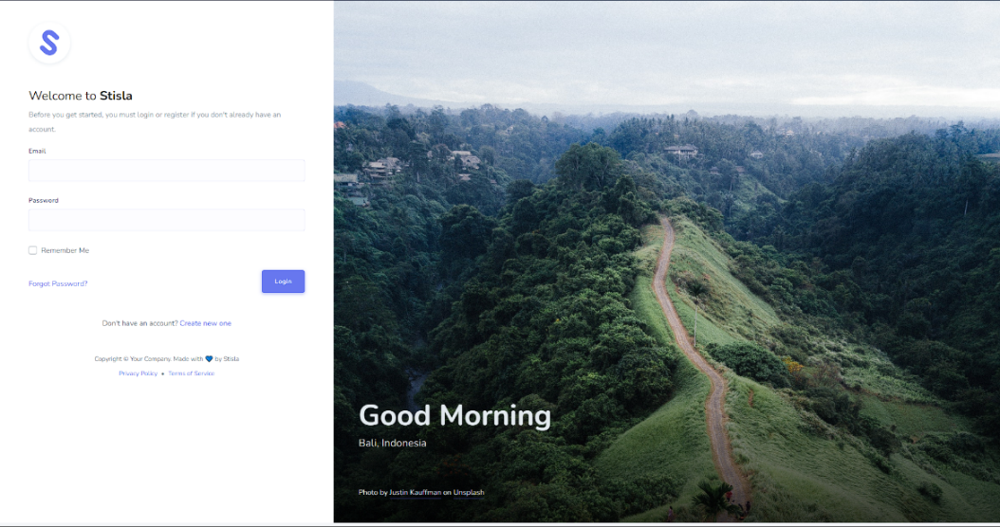 S
Welcome to Stisla
Before you get started, you must login or register if you don't already have an
account.
Email
Password
Remember Me
Forgot Password?
Login
Don't have an account? Create new one
Copyright © Your Company. Made with 💙 by Stisla
Privacy Policy • Terms of Service
Good Morning
Bali, Indonesia
Photo by Justin Kauffman on Unsplash